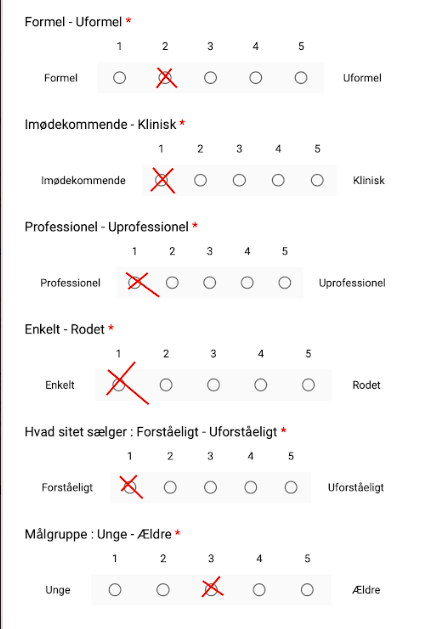 Formel - Uformel *
1 2 3 4 5
Formel Uformel
Imødekommende - Klinisk *
1 2 3 4 5
Imødekommende Klinisk
Professionel - Uprofessionel *
1 2 3 4 5
Professionel Uprofessionel
Enkelt - Rodet *
1 2 3 4 5
Enkelt Rodet
Hvad sitet sælger : Forståeligt - Uforståeligt *
1 2 3 4 5
Forståeligt Uforståeligt
Målgruppe : Unge - Ældre *
1 2 3 4 5
Unge Ældre